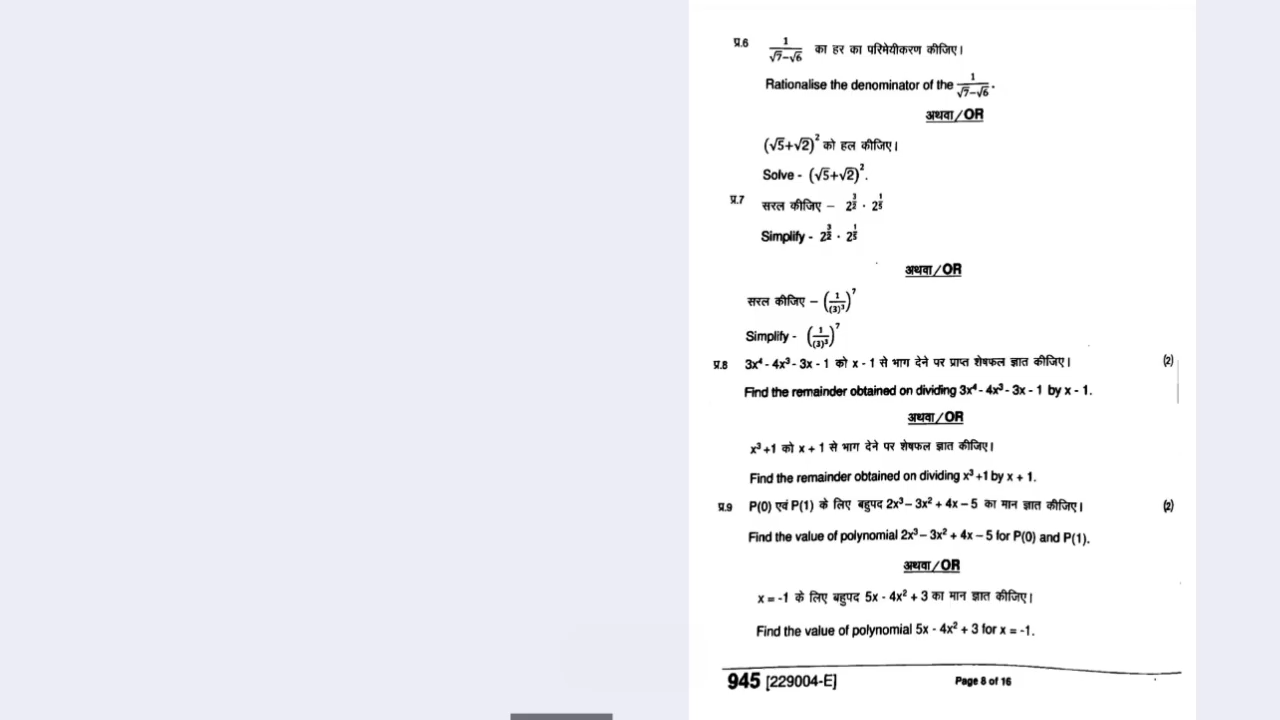 प्र.6 1/(√7−√6) का हर का परिमेयीकरण कीजिए।
Rationalise the denominator of the 1/(√7−√6).
अथवा/OR
(√5+√2)² को हल कीजिए।
Solve - (√5+√2)².
प्र.7 सरल कीजिए – 2^(3/2) · 2^(1/5)
Simplify - 2^(3/2) · 2^(1/5)
अथवा/OR
सरल कीजिए – (1/(3)³)⁷
Simplify - (1/(3)³)⁷
प्र.8 3x⁴ - 4x³ - 3x - 1 को x - 1 से भाग देने पर प्राप्त शेषफल ज्ञात कीजिए। (2)
Find the remainder obtained on dividing 3x⁴ - 4x³ - 3x - 1 by x - 1.
अथवा/OR
x³ +1 को x + 1 से भाग देने पर शेषफल ज्ञात कीजिए।
Find the remainder obtained on dividing x³ +1 by x + 1.
प्र.9 P(0) एवं P(1) के लिए बहुपद 2x³ – 3x² + 4x – 5 का मान ज्ञात कीजिए। (2)
Find the value of polynomial 2x³ – 3x² + 4x – 5 for P(0) and P(1).
अथवा/OR
x = -1 के लिए बहुपद 5x - 4x² + 3 का मान ज्ञात कीजिए।
Find the value of polynomial 5x - 4x² + 3 for x = -1.
945 [229004-E] Page 8 of 16